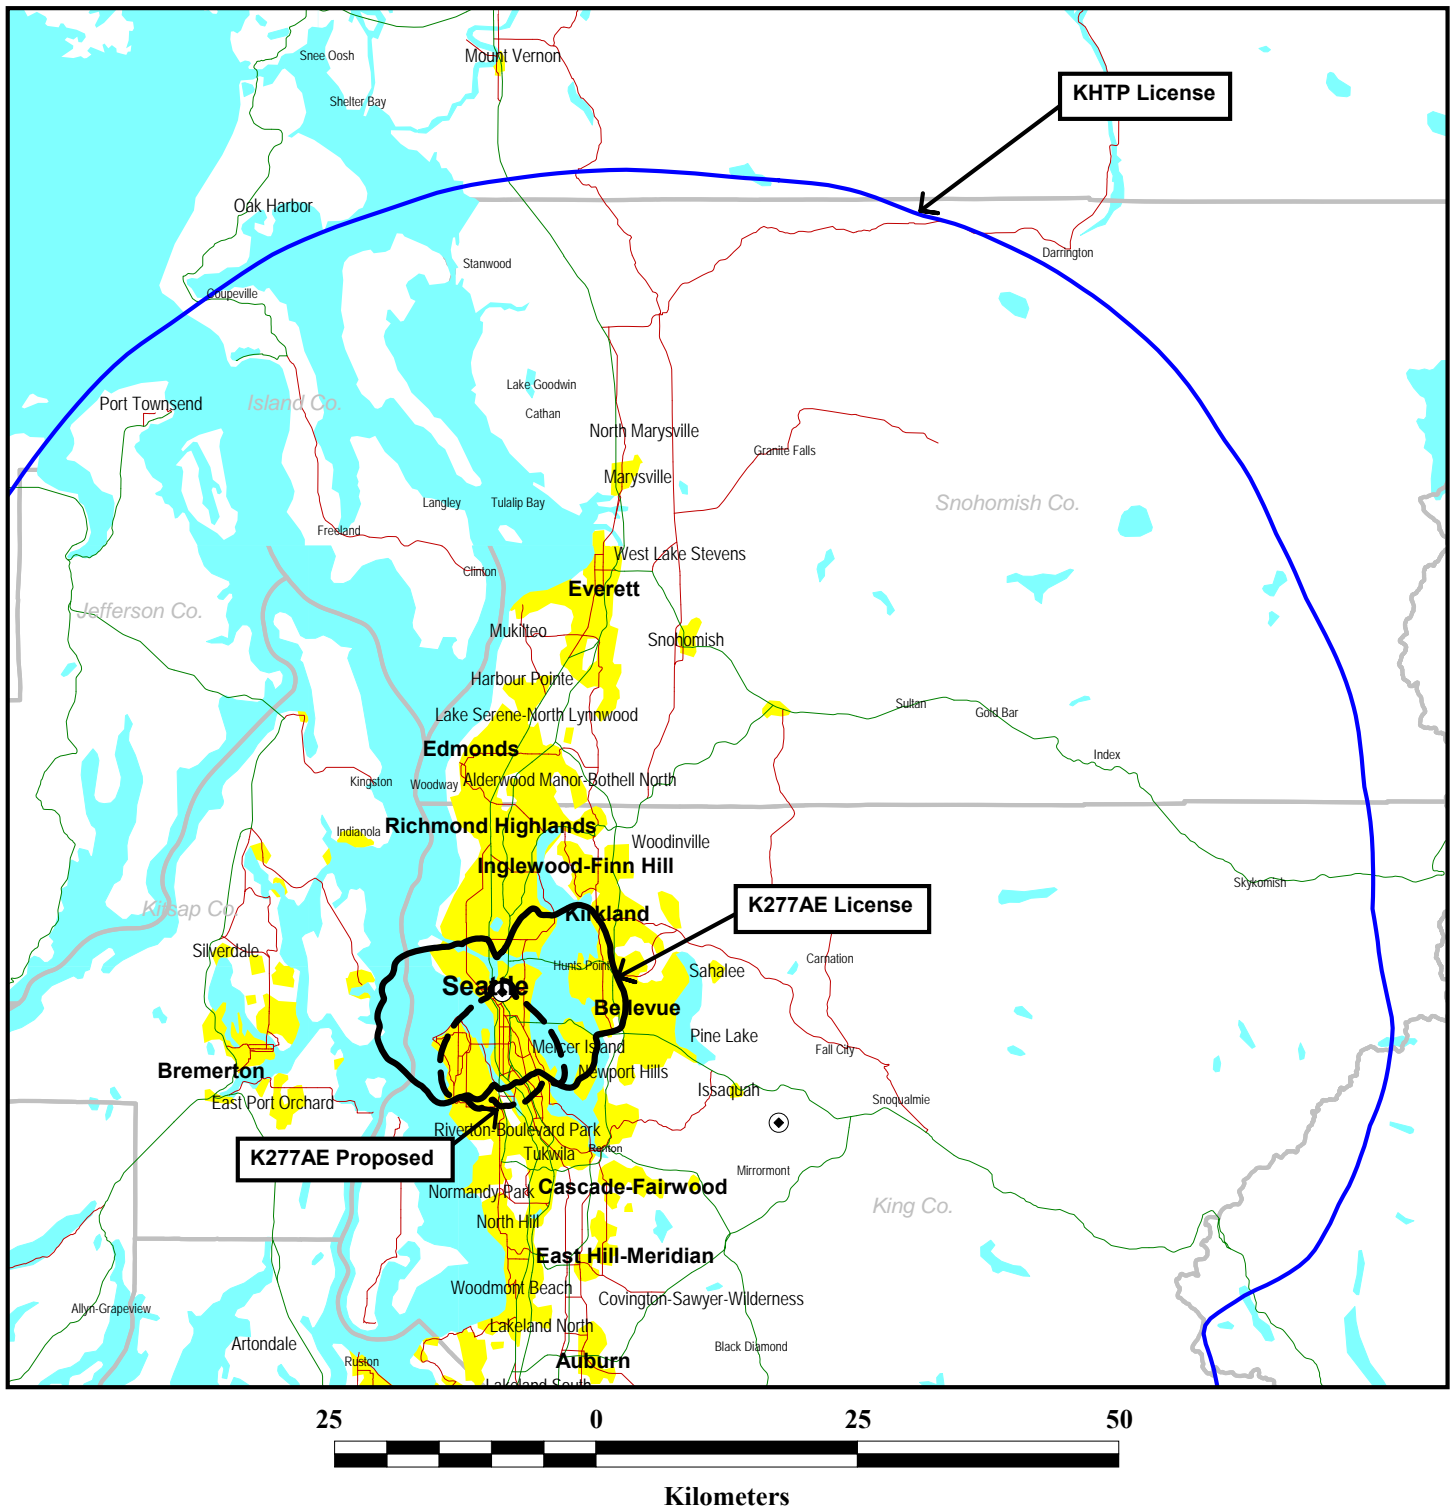 Snee Oosh
Mount Vernon
Shelter Bay
KHTP License
Oak Harbor
Darrington
Stanwood
Coupeville
Lake Goodwin
Port Townsend
Island Co.
Cathan
North Marysville
Granite Falls
Marysville
Langley
Tulalip Bay
Snohomish Co.
Freeland
West Lake Stevens
Clinton
Everett
Jefferson Co.
Mukilteo
Snohomish
Harbour Pointe
Sultan
Lake Serene-North Lynnwood
Gold Bar
Edmonds
Index
Kingston
Woodway
Alderwood Manor-Bothell North
Indianola
Richmond Highlands
Woodinville
Inglewood-Finn Hill
Skykomish
K277AE License
Kitsap Co.
Kirkland
Silverdale
Hunts Point
Sahalee
Carnation
Seattle
Bellevue
Pine Lake
Mercer Island
Fall City
Bremerton
Newport Hills
Issaquah
East Port Orchard
Snoqualmie
Riverton-Boulevard Park
K277AE Proposed
Tukwila
Renton
Mirrormont
Normandy Park
Cascade-Fairwood
King Co.
North Hill
East Hill-Meridian
Woodmont Beach
Covington-Sawyer-Wilderness
Allyn-Grapeview
Lakeland North
Artondale
Black Diamond
Ruston
Auburn
Lakeland South
25 0 25 50
Kilometers